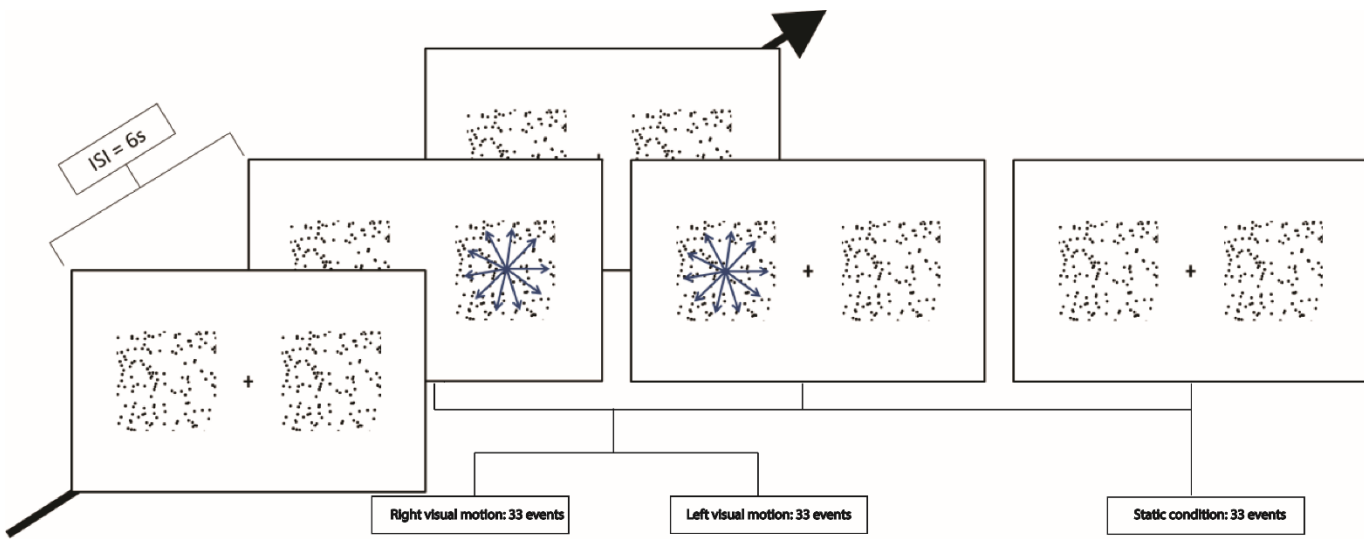 ISI = 6s
+
+
+
Right visual motion: 33 events
Left visual motion: 33 events
Static condition: 33 events